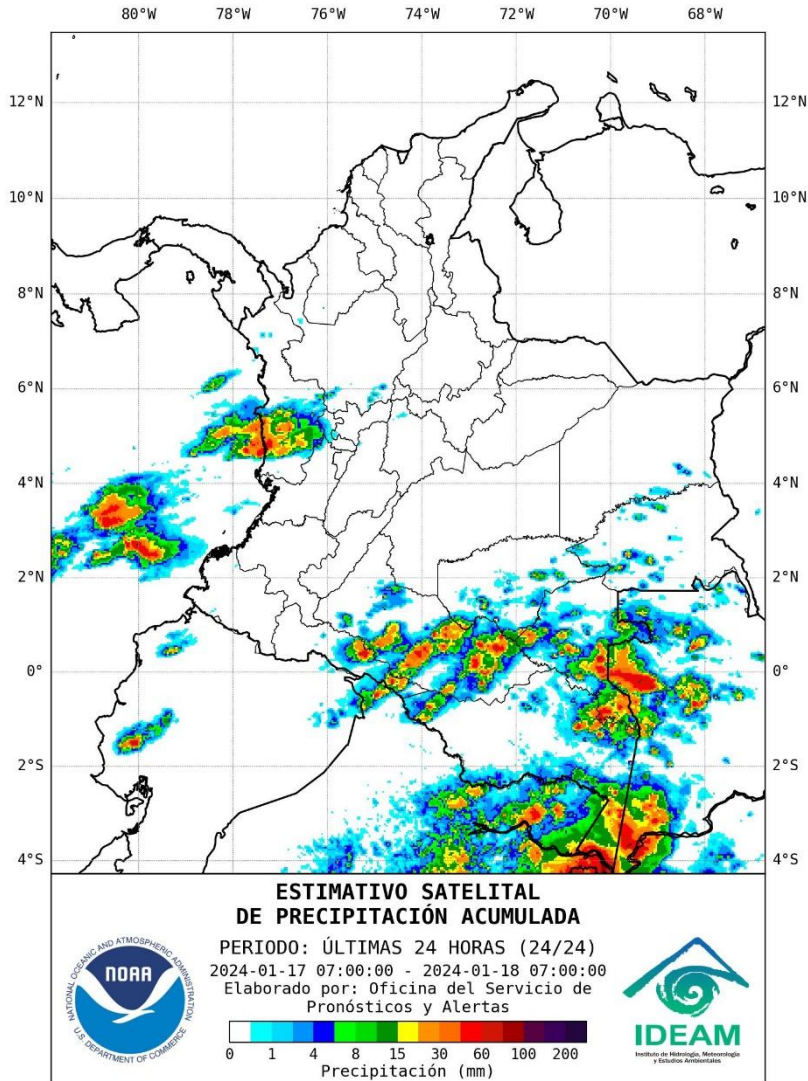 80°W 78°W 76°W 74°W 72°W 70°W 68°W
12°N 12°N
10°N 10°N
8°N 8°N
6°N 6°N
4°N 4°N
2°N 2°N
0° 0°
2°S 2°S
4°S 4°S
ESTIMATIVO SATELITAL
DE PRECIPITACIÓN ACUMULADA
PERIODO: ÚLTIMAS 24 HORAS (24/24)
2024-01-17 07:00:00 - 2024-01-18 07:00:00
Elaborado por: Oficina del Servicio de
Pronósticos y Alertas
0 1 4 8 15 30 60 100 200
Precipitación (mm)
NATIONAL OCEANIC AND ATMOSPHERIC ADMINISTRATION
NOAA
U.S. DEPARTMENT OF COMMERCE
IDEAM
Instituto de Hidrología, Meteorología
y Estudios Ambientales